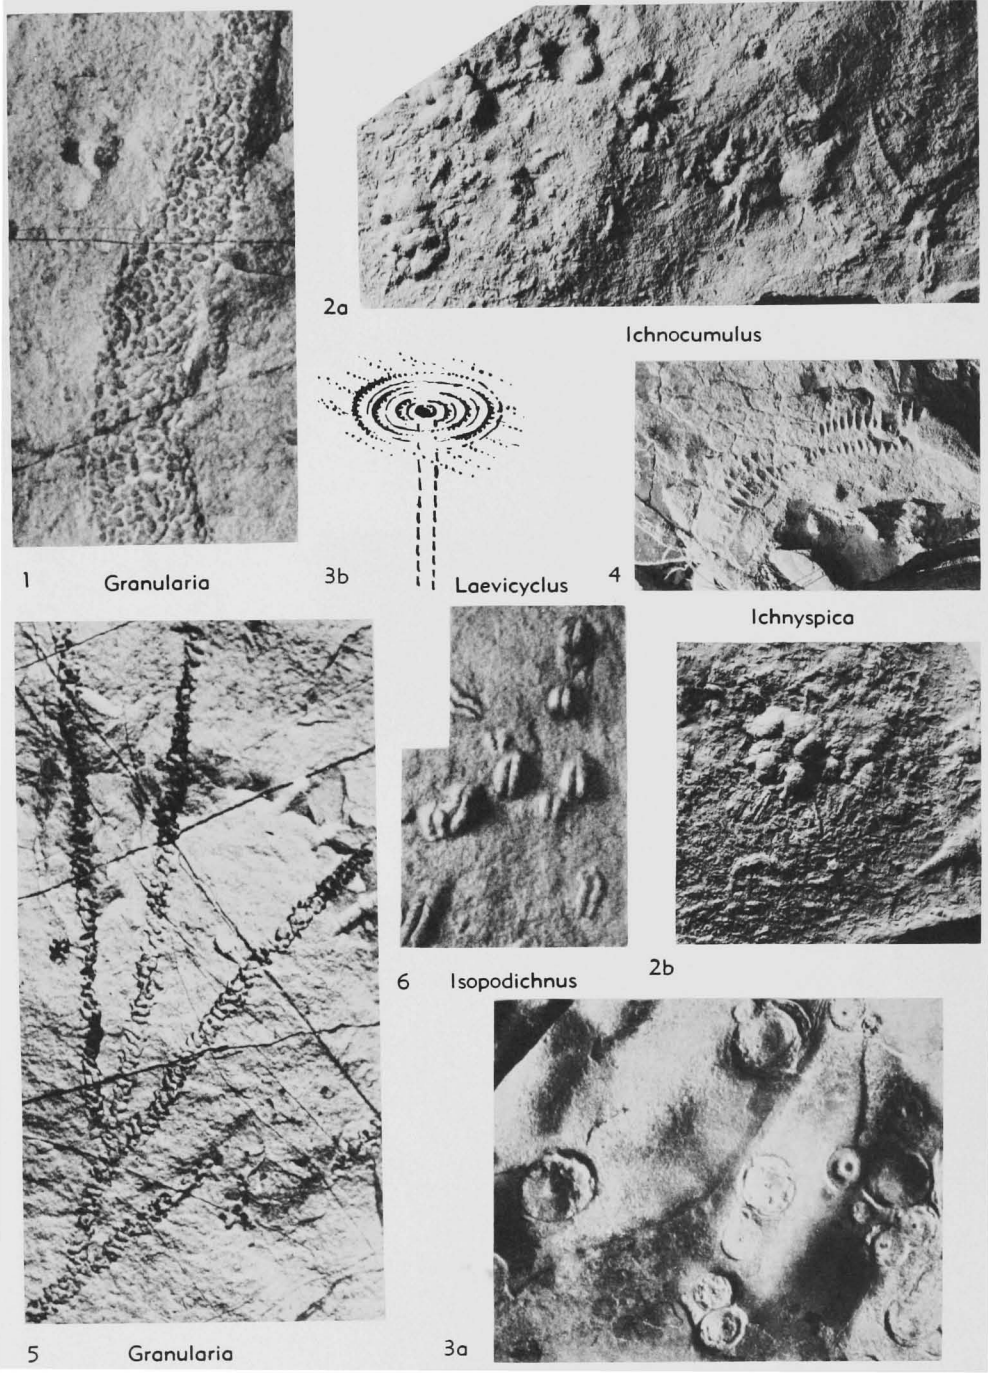 2a
Ichnocumulus
1 Granularia
3b Laevicyclus
4
Ichnyspica
6 Isopodichnus
2b
5 Granularia
3a